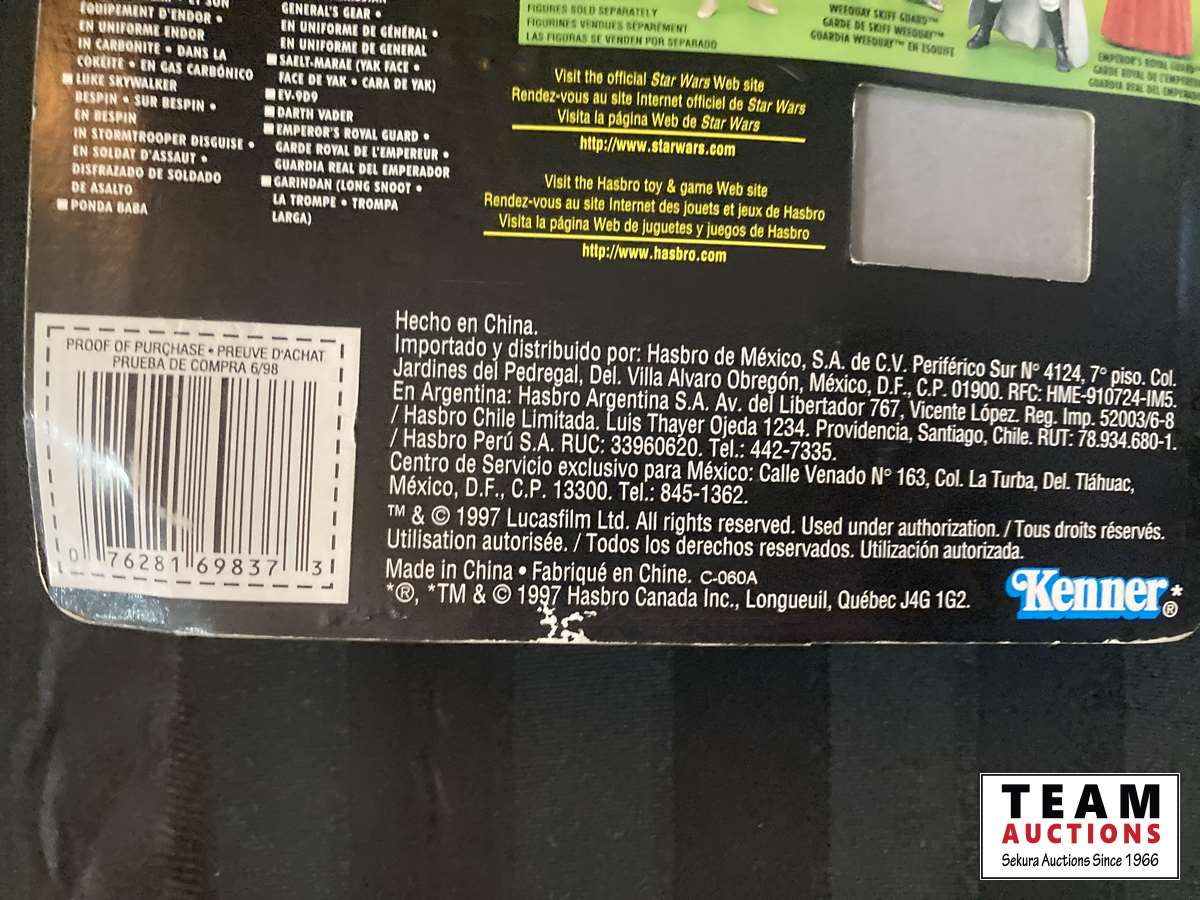 ÉQUIPEMENT D'ENDOR •
EN UNIFORME ENDOR
IN CARBONITE • DANS LA
COKÉITE • EN GAS CARBÓNICO
LUKE SKYWALKER
BESPIN • SUR BESPIN •
EN BESPIN
IN STORMTROOPER DISGUISE •
EN SOLDAT D'ASSAUT •
DISFRAZADO DE SOLDADO
DE ASALTO
PONDA BABA
GENERAL'S GEAR •
EN UNIFORME DE GÉNÉRAL •
EN UNIFORME DE GENERAL
SAELT-MARAE (YAK FACE •
FACE DE YAK • CARA DE YAK)
EV-9D9
DARTH VADER
EMPEROR'S ROYAL GUARD •
GARDE ROYAL DE L'EMPEREUR •
GUARDIA REAL DEL EMPERADOR
GARINDAN (LONG SNOOT •
LA TROMPE • TROMPA
LARGA)
FIGURES SOLD SEPARATELY
FIGURINES VENDUES SÉPARÉMENT
LAS FIGURAS SE VENDEN POR SEPARADO
WEEQUAY SKIFF GUARD™
GARDE DE SKIFF WEEQUAY™
GUARDIA WEEQUAY™ EN ESQUIFE
EMPEROR'S ROYAL
GARDE ROYAL DE
GUARDIA REAL DEL
Visit the official Star Wars Web site
Rendez-vous au site Internet officiel de Star Wars
Visita la página Web de Star Wars
http://www.starwars.com
Visit the Hasbro toy & game Web site
Rendez-vous au site Internet des jouets et jeux de Hasbro
Visita la página Web de juguetes y juegos de Hasbro
http://www.hasbro.com
PROOF OF PURCHASE • PREUVE D'ACHAT
PRUEBA DE COMPRA 6/98
0 76281 69837 3
Hecho en China.
Importado y distribuido por: Hasbro de México, S.A. de C.V. Periférico Sur Nº 4124, 7° piso. Col.
Jardines del Pedregal, Del. Villa Alvaro Obregón, México, D.F., C.P. 01900. RFC: HME-910724-IM5.
En Argentina: Hasbro Argentina S.A. Av. del Libertador 767, Vicente López. Reg. Imp. 52003/6-8
/ Hasbro Chile Limitada. Luis Thayer Ojeda 1234. Providencia, Santiago, Chile. RUT: 78.934.680-1.
/ Hasbro Perú S.A. RUC: 33960620. Tel.: 442-7335.
Centro de Servicio exclusivo para México: Calle Venado Nº 163, Col. La Turba, Del. Tláhuac,
México, D.F., C.P. 13300. Tel.: 845-1362.
™ & © 1997 Lucasfilm Ltd. All rights reserved. Used under authorization. / Tous droits réservés.
Utilisation autorisée. / Todos los derechos reservados. Utilización autorizada.
Made in China • Fabriqué en Chine. C-060A
*®, *TM & © 1997 Hasbro Canada Inc., Longueuil, Québec J4G 1G2.
Kenner*®
TEAM
AUCTIONS
Sekura Auctions Since 1966